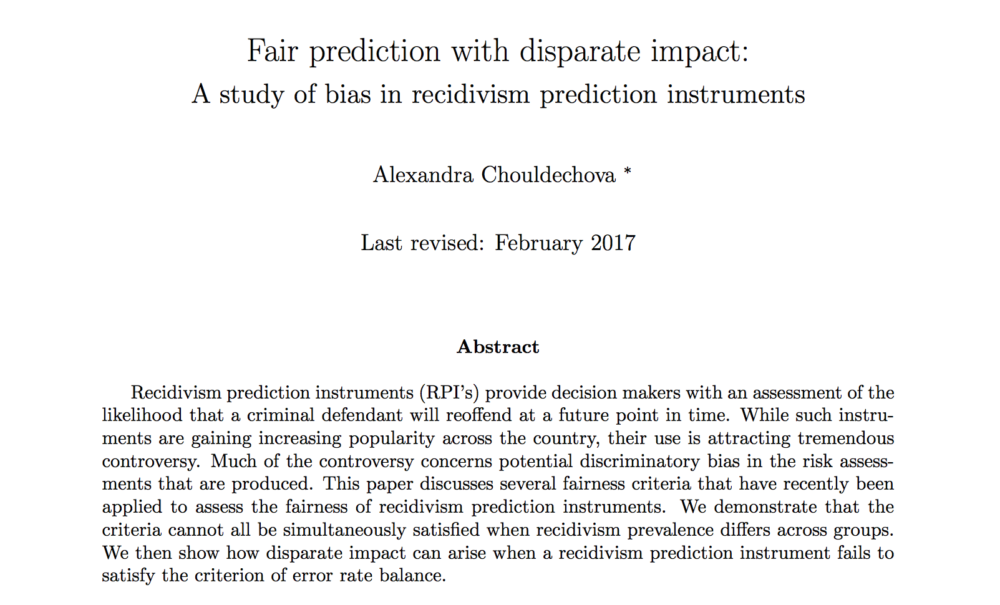 Fair prediction with disparate impact:
A study of bias in recidivism prediction instruments
Alexandra Chouldechova *
Last revised: February 2017
Abstract
Recidivism prediction instruments (RPI's) provide decision makers with an assessment of the
likelihood that a criminal defendant will reoffend at a future point in time. While such instru-
ments are gaining increasing popularity across the country, their use is attracting tremendous
controversy. Much of the controversy concerns potential discriminatory bias in the risk assess-
ments that are produced. This paper discusses several fairness criteria that have recently been
applied to assess the fairness of recidivism prediction instruments. We demonstrate that the
criteria cannot all be simultaneously satisfied when recidivism prevalence differs across groups.
We then show how disparate impact can arise when a recidivism prediction instrument fails to
satisfy the criterion of error rate balance.